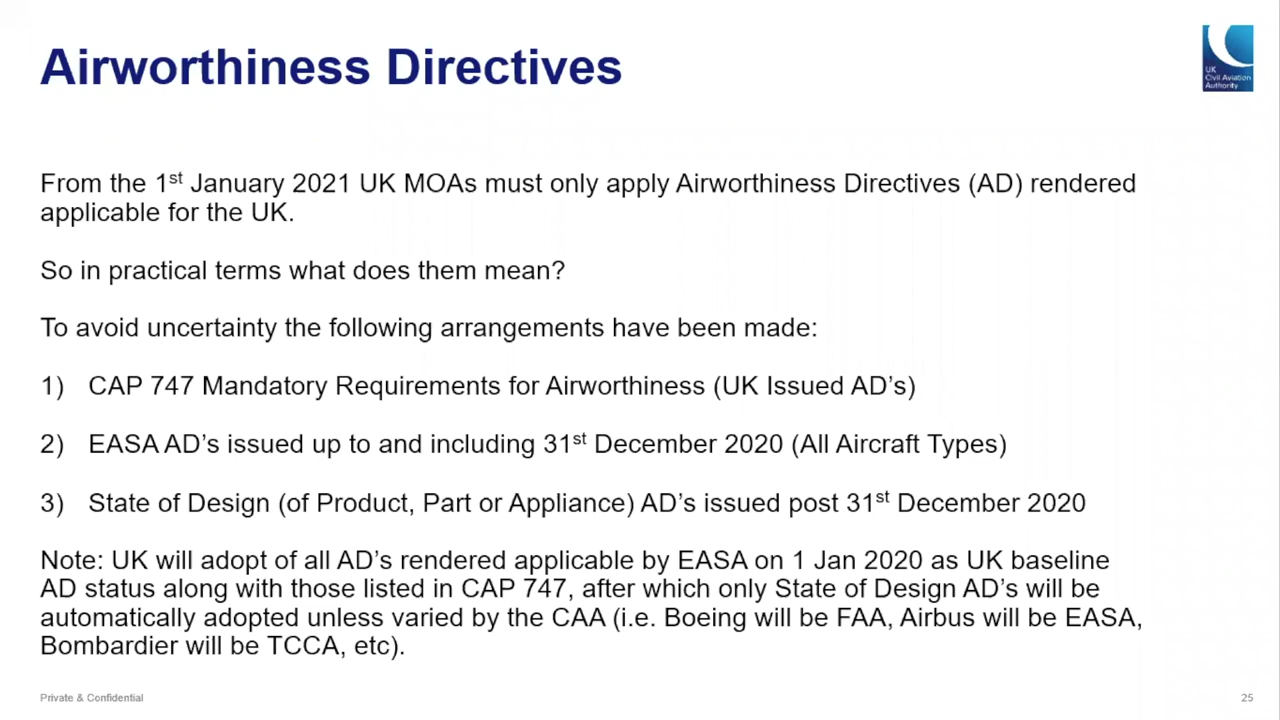 Airworthiness Directives
UK
Civil Aviation
Authority
From the 1st January 2021 UK MOAs must only apply Airworthiness Directives (AD) rendered
applicable for the UK.
So in practical terms what does them mean?
To avoid uncertainty the following arrangements have been made:
1) CAP 747 Mandatory Requirements for Airworthiness (UK Issued AD’s)
2) EASA AD’s issued up to and including 31st December 2020 (All Aircraft Types)
3) State of Design (of Product, Part or Appliance) AD’s issued post 31st December 2020
Note: UK will adopt of all AD’s rendered applicable by EASA on 1 Jan 2020 as UK baseline
AD status along with those listed in CAP 747, after which only State of Design AD’s will be
automatically adopted unless varied by the CAA (i.e. Boeing will be FAA, Airbus will be EASA,
Bombardier will be TCCA, etc).
Private & Confidential
25